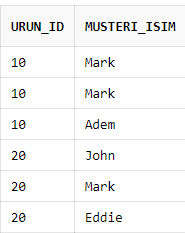 URUN_ID MUSTERI_ISIM
10 Mark
10 Mark
10 Adem
20 John
20 Mark
20 Eddie